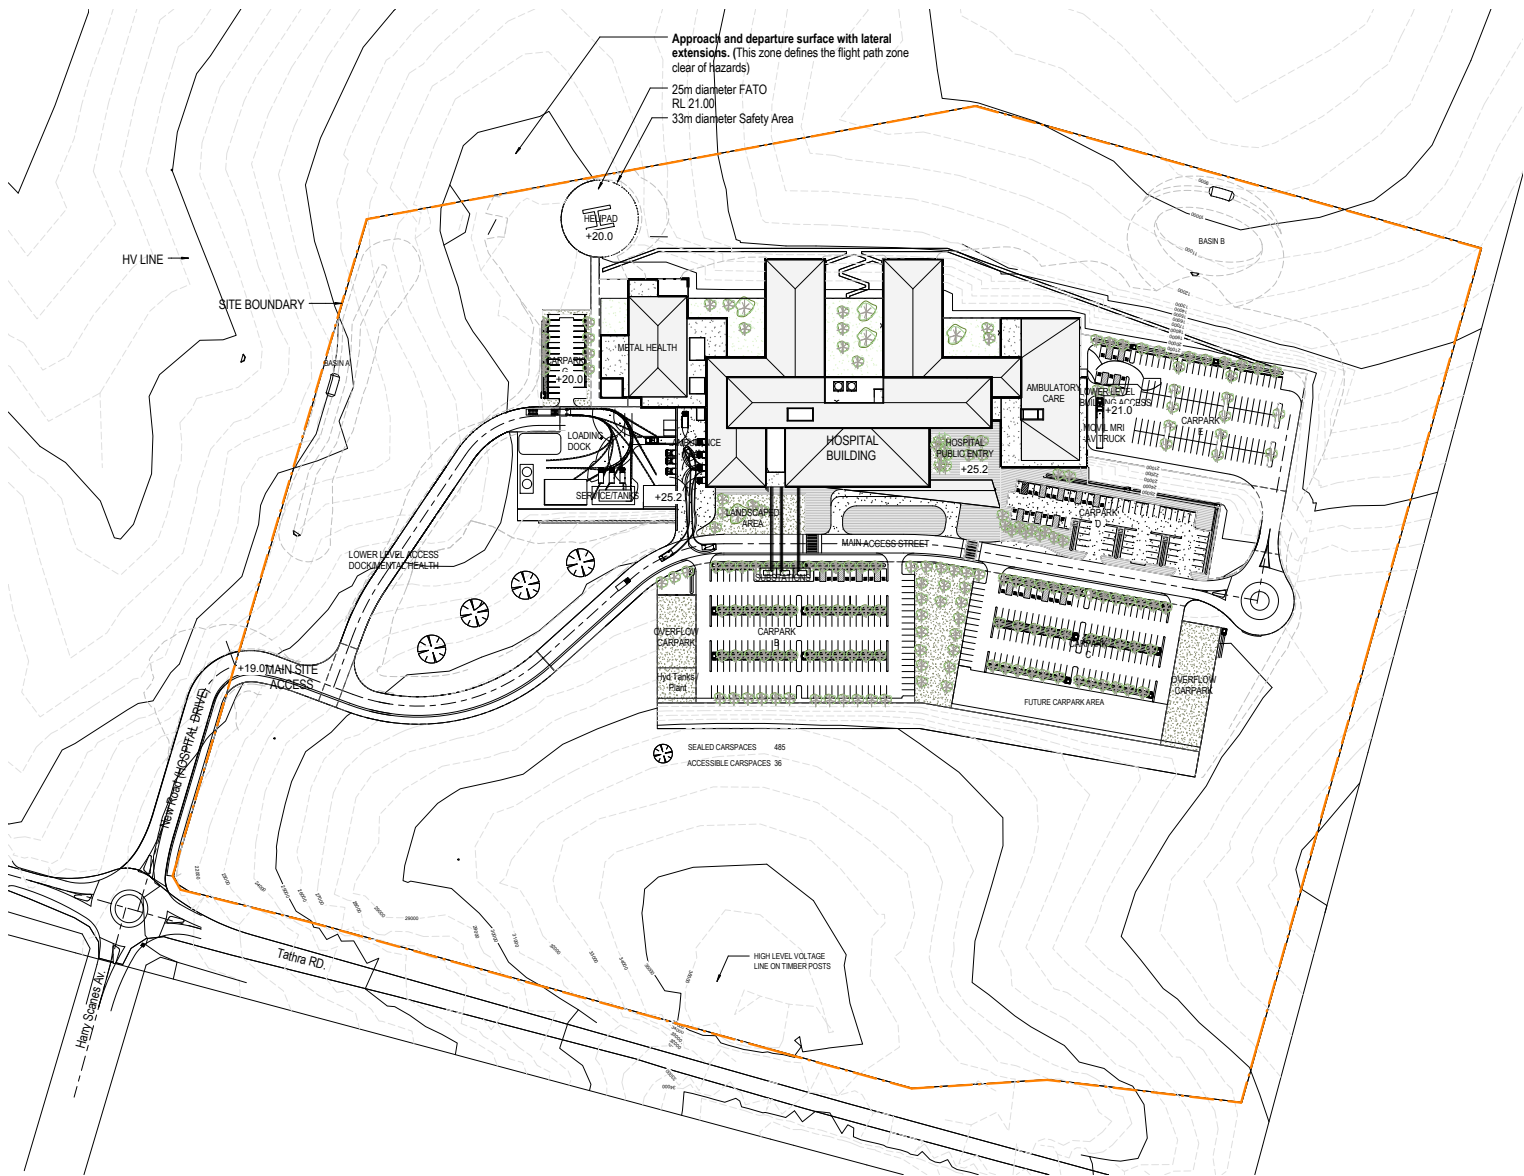 Approach and departure surface with lateral
extensions. (This zone defines the flight path zone
clear of hazards)
25m diameter FATO
RL 21.00
33m diameter Safety Area
HELIPAD
+20.0
HV LINE
SITE BOUNDARY
BASIN A
BASIN B
METAL HEALTH
CARPARK
+20.0
AMBULATORY
CARE
LOWER LEVEL
BUILDING ACCESS
+21.0
MOVIL MRI
CARPARK
E
LOADING
DOCK
HOSPITAL
BUILDING
HOSPITAL
PUBLIC ENTRY
+25.2
SERVICE/TANKS
+25.2
LANDSCAPED
AREA
CARPARK
D
MAIN ACCESS STREET
LOWER LEVEL ACCESS
DOCK/MENTAL HEALTH
SUBSTATIONS
OVERFLOW
CARPARK
CARPARK
B
Hyd Tanks/
Plant
OVERFLOW
CARPARK
FUTURE CARPARK AREA
+19.0
MAIN SITE
ACCESS
New Road (HOSPITAL DRIVE)
SEALED CARSPACES 485
ACCESSIBLE CARSPACES 36
HIGH LEVEL VOLTAGE
LINE ON TIMBER POSTS
Tathra RD.
Harry Scanes Av.